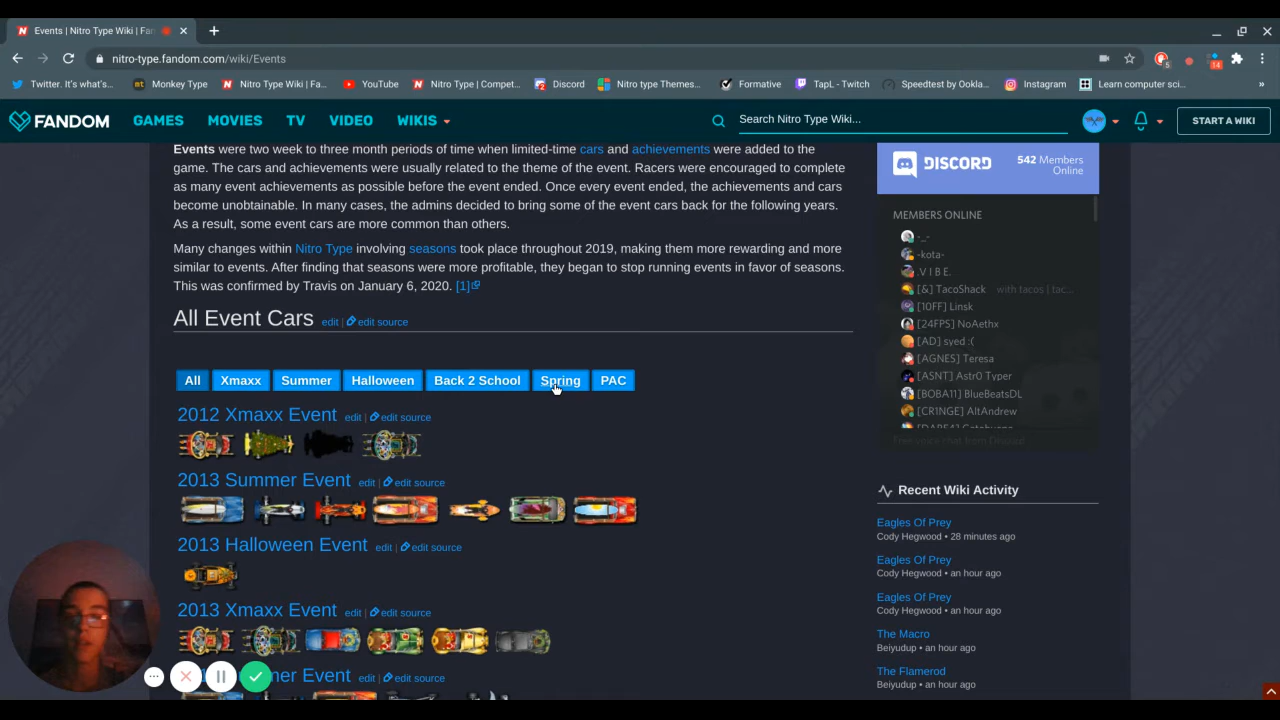 Events | Nitro Type Wiki | Fan
nitro-type.fandom.com/wiki/Events
Twitter. It's what's...
Monkey Type
Nitro Type Wiki | Fa...
YouTube
Nitro Type | Compet...
Discord
Nitro type Themes...
Formative
TapL - Twitch
Speedtest by Ookla...
Instagram
Learn computer sci...
»
5
14
FANDOM
GAMES
MOVIES
TV
VIDEO
WIKIS
Search Nitro Type Wiki...
START A WIKI
Events were two week to three month periods of time when limited-time cars and achievements were added to the
game. The cars and achievements were usually related to the theme of the event. Racers were encouraged to complete
as many event achievements as possible before the event ended. Once every event ended, the achievements and cars
become unobtainable. In many cases, the admins decided to bring some of the event cars back for the following years.
As a result, some event cars are more common than others.
Many changes within Nitro Type involving seasons took place throughout 2019, making them more rewarding and more
similar to events. After finding that seasons were more profitable, they began to stop running events in favor of seasons.
This was confirmed by Travis on January 6, 2020. [1]
All Event Cars edit | edit source
All
Xmaxx
Summer
Halloween
Back 2 School
Spring
PAC
2012 Xmaxx Event edit | edit source
2013 Summer Event edit | edit source
2013 Halloween Event edit | edit source
2013 Xmaxx Event edit | edit source
mer Event edit | edit source
DISCORD
542 Members
Online
MEMBERS ONLINE
-_-
-kota-
.V I B E.
[&] TacoShack with tacos | tac...
[10FF] Linsk
[24FPS] NoAethx
[AD] syed :(
[AGNES] Teresa
[ASNT] Astr0 Typer
[BOBA11] BlueBeatsDL
[CR1NGE] AltAndrew
Free voice chat from Discord
Recent Wiki Activity
Eagles Of Prey
Cody Hegwood • 28 minutes ago
Eagles Of Prey
Cody Hegwood • an hour ago
Eagles Of Prey
Cody Hegwood • an hour ago
The Macro
Beiyudup • an hour ago
The Flamerod
Beiyudup • an hour ago